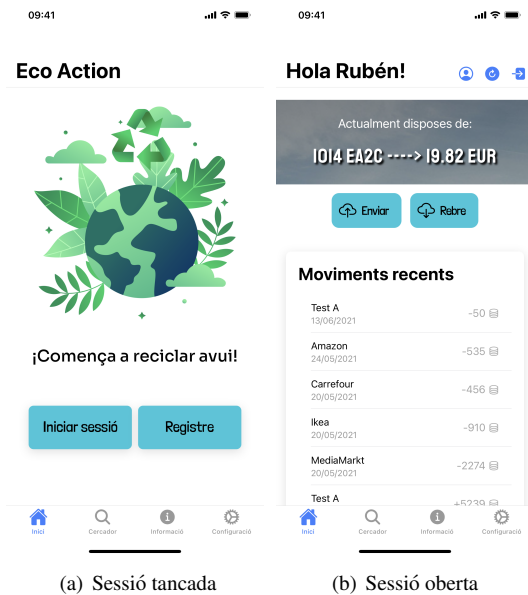 09:41
Eco Action
¡Comença a reciclar avui!
Iniciar sessió
Registre
Inici
Cercador
Informació
Configuració
(a) Sessió tancada
09:41
Hola Rubén!
Actualment disposes de:
1014 EA2C ----> 19.82 EUR
Enviar
Rebre
Moviments recents
Test A
-50
13/06/2021
Amazon
-535
24/05/2021
Carrefour
-456
20/05/2021
Ikea
-910
20/05/2021
MediaMarkt
-2274
20/05/2021
Test A
+5239
Inici
Cercador
Informació
Configuració
(b) Sessió oberta